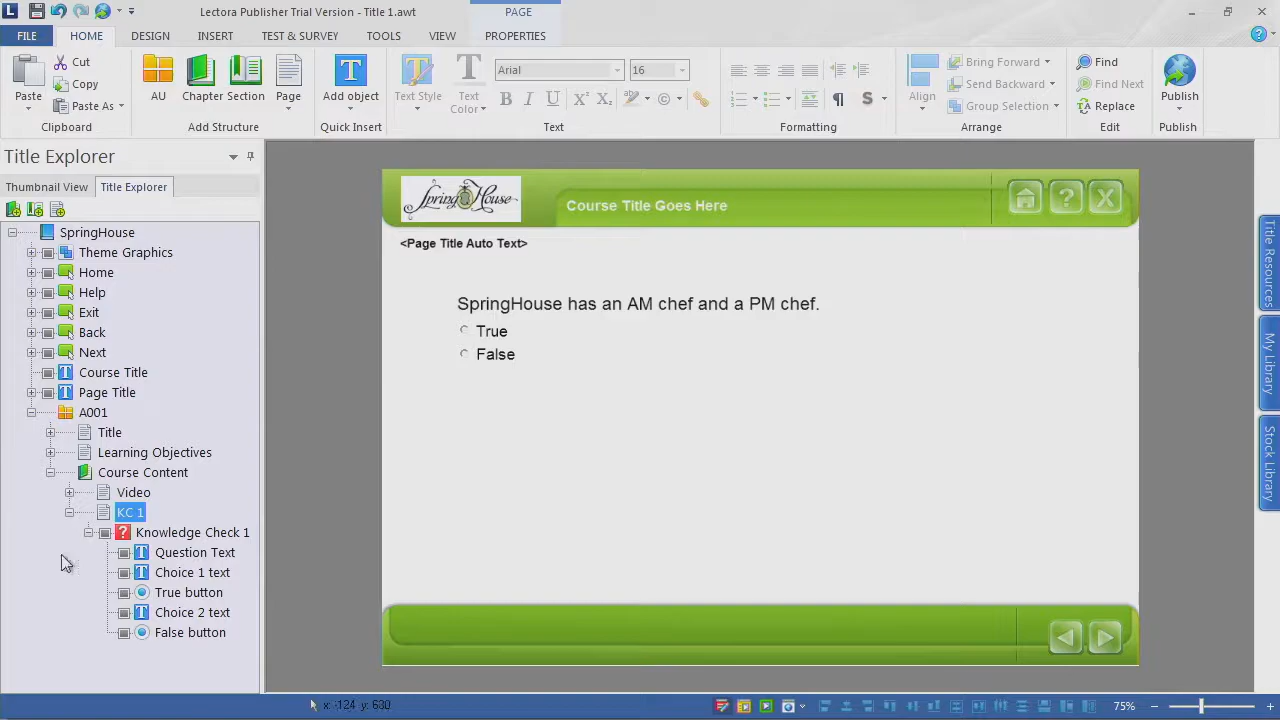 Lectora Publisher Trial Version - Title 1.awt
PAGE
FILE
HOME
DESIGN
INSERT
TEST & SURVEY
TOOLS
VIEW
PROPERTIES
Paste
Cut
Copy
Paste As
Clipboard
AU
Chapter
Section
Page
Add Structure
Add object
Quick Insert
Text Style
Text Color
Arial
16
B I U X² X₂
Text
Formatting
Align
Bring Forward
Send Backward
Group Selection
Arrange
Find
Find Next
Replace
Edit
Publish
Publish
Title Explorer
Thumbnail View
Title Explorer
SpringHouse
Theme Graphics
Home
Help
Exit
Back
Next
Course Title
Page Title
A001
Title
Learning Objectives
Course Content
Video
KC 1
Knowledge Check 1
Question Text
Choice 1 text
True button
Choice 2 text
False button
Spring House
Course Title Goes Here
? X
<Page Title Auto Text>
SpringHouse has an AM chef and a PM chef.
True
False
Title Resources
My Library
Stock Library
x: -124 y: 630
75%